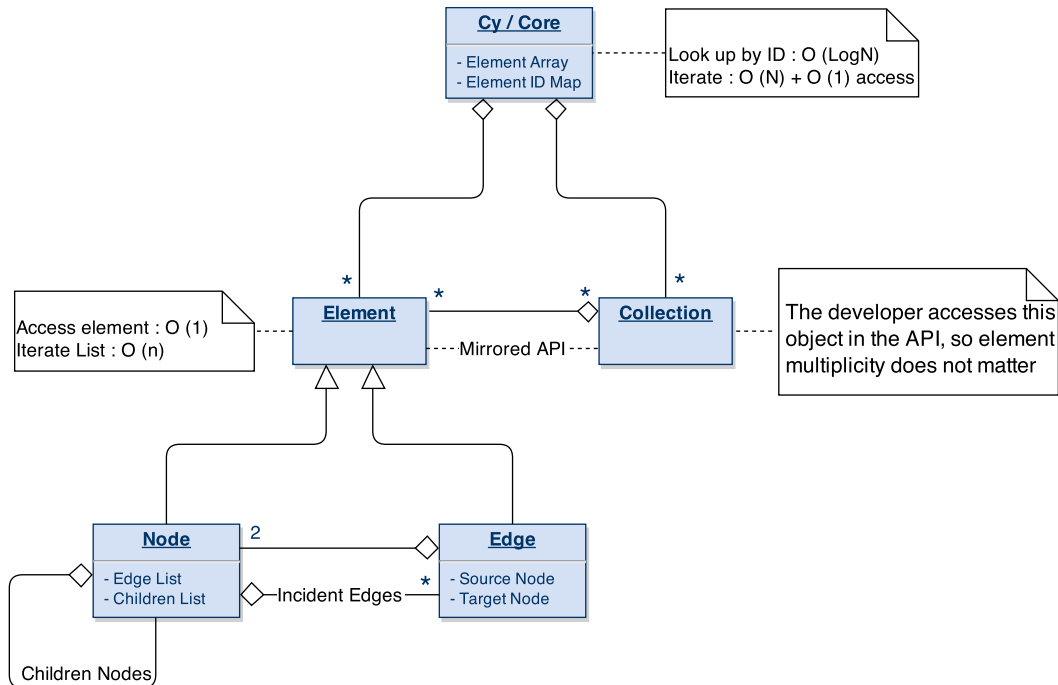 Cy / Core
- Element Array
- Element ID Map
Look up by ID : O (LogN)
Iterate : O (N) + O (1) access
*
*
*
*
Element
Collection
Access element : O (1)
Iterate List : O (n)
Mirrored API
The developer accesses this
object in the API, so element
multiplicity does not matter
Node
- Edge List
- Children List
2
Edge
- Source Node
- Target Node
*
Incident Edges
Children Nodes